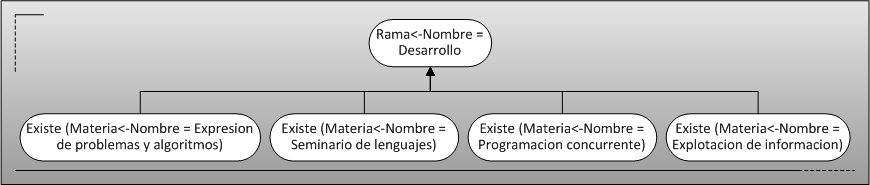 Rama<-Nombre =
Desarrollo
Existe (Materia<-Nombre = Expresion
de problemas y algoritmos)
Existe (Materia<-Nombre =
Seminario de lenguajes)
Existe (Materia<-Nombre =
Programacion concurrente)
Existe (Materia<-Nombre =
Explotacion de informacion)